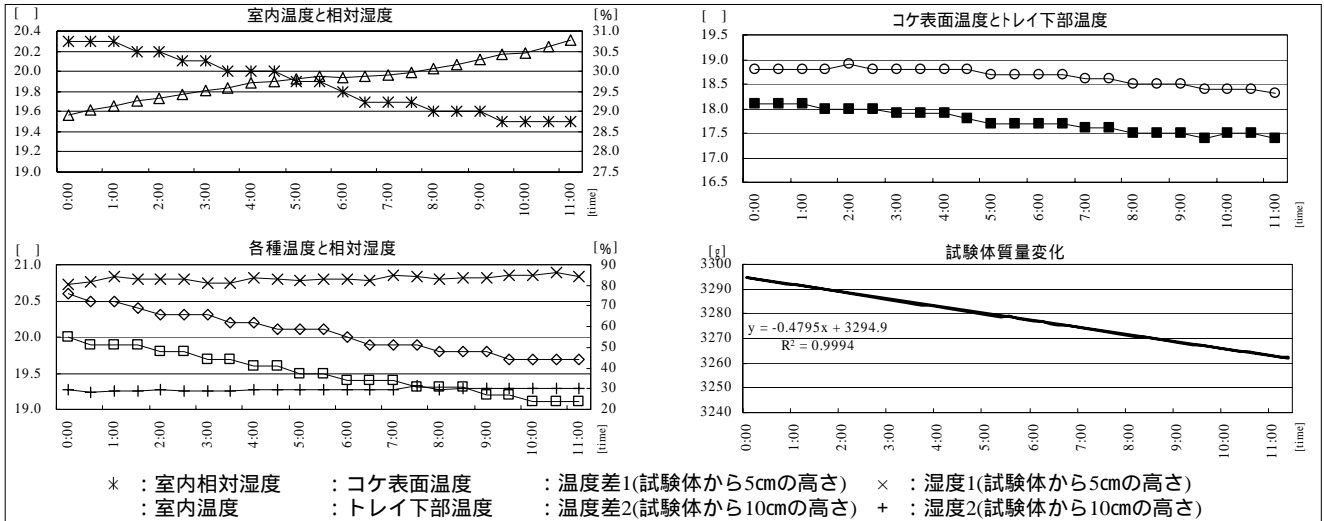 室内温度と相対湿度
[ ]
[%]
20.4
20.2
20.0
19.8
19.6
19.4
19.2
19.0
31.0
30.5
30.0
29.5
29.0
28.5
28.0
27.5
0:00 1:00 2:00 3:00 4:00 5:00 6:00 7:00 8:00 9:00 10:00 11:00
[time]
コケ表面温度とトレイ下部温度
[ ]
19.5
19.0
18.5
18.0
17.5
17.0
16.5
0:00 1:00 2:00 3:00 4:00 5:00 6:00 7:00 8:00 9:00 10:00 11:00
[time]
各種温度と相対湿度
[ ]
[%]
21.0
20.5
20.0
19.5
19.0
90
80
70
60
50
40
30
20
0:00 1:00 2:00 3:00 4:00 5:00 6:00 7:00 8:00 9:00 10:00 11:00
[time]
試験体質量変化
[g]
3300
3290
3280
3270
3260
3250
3240
y = -0.4795x + 3294.9
R² = 0.9994
0:00 1:00 2:00 3:00 4:00 5:00 6:00 7:00 8:00 9:00 10:00 11:00
[time]
：室内相対湿度 ：コケ表面温度 ：温度差1(試験体から5㎝の高さ) × ：湿度1(試験体から5㎝の高さ)
：室内温度 ：トレイ下部温度 ：温度差2(試験体から10㎝の高さ) + ：湿度2(試験体から10㎝の高さ)